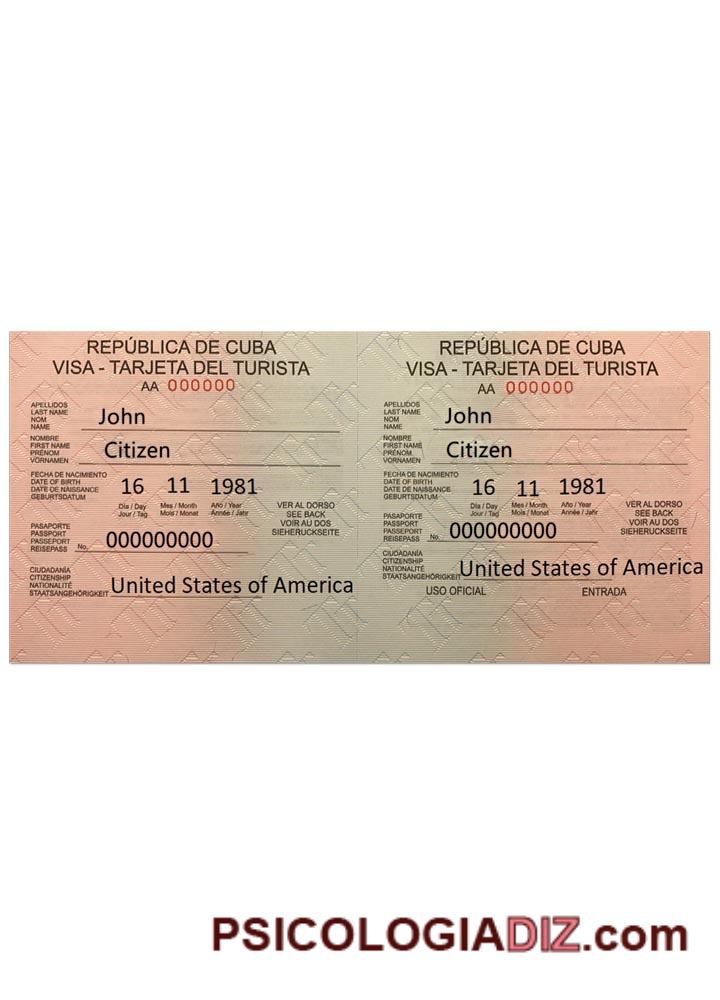 REPÚBLICA DE CUBA
VISA - TARJETA DEL TURISTA
AA 000000
APELLIDOS
LAST NAME
NOM
NAME
John
NOMBRE
FIRST NAME
PRÉNOM
VÖRNAMEN
Citizen
FECHA DE NACIMIENTO
DATE OF BIRTH
DATE DE NAISSANCE
GEBURTSDATUM
16 11 1981
Día / Day Mes / Month Año / Year
Jour / Tag Mois / Monat Année / Jahr
VER AL DORSO
SEE BACK
VOIR AU DOS
SIEHERUCKSEITE
PASAPORTE
PASSPORT
PASSEPORT
REISEPASS
No. 000000000
CIUDADANÍA
CITIZENSHIP
NATIONALITÉ
STAATSANGEHÖRIGKEIT
United States of America
REPÚBLICA DE CUBA
VISA - TARJETA DEL TURISTA
AA 000000
APELLIDOS
LAST NAME
NOM
NAME
John
NOMBRE
FIRST NAME
PRÉNOM
VORNAMEN
Citizen
FECHA DE NACIMIENTO
DATE OF BIRTH
DATE DE NAISSANCE
GEBURTSDATUM
16 11 1981
Día / Day Mes / Month Año / Year
Jour / Tag Mois / Monat Année / Jahr
VER AL DORSO
SEE BACK
VOIR AU DOS
SIEHERUCKSEITE
PASAPORTE
PASSPORT
PASSEPORT
REISEPASS
No. 000000000
CIUDADANÍA
CITIZENSHIP
NATIONALITÉ
STAATSANGEHÖRIGKEIT
United States of America
USO OFICIAL ENTRADA
PSICOLOGIADIZ.com